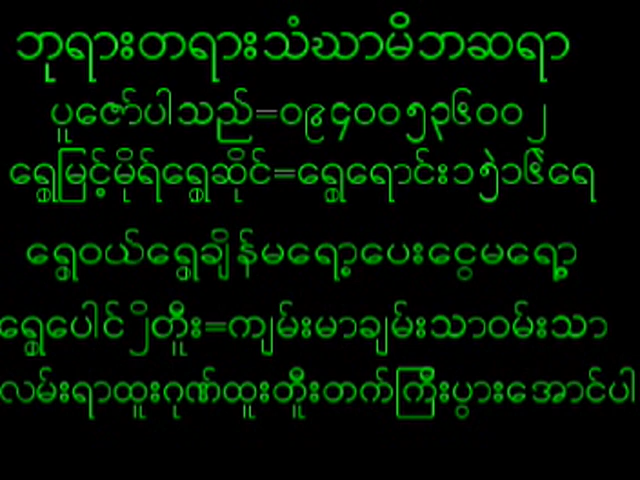 ဘုရားတရားသံဃာမိဘဆရာ
ပူဇော်ပါသည်=၀၉၄၀၀၅၃၆၀၀၂
ရွှေမြင့်မိုရ်ရွှေဆိုင်=ရွှေရောင်း၁၅ဲ၁၆ဲရေ
ရွှေဝယ်ရွှေချိန်မရော့ပေးငွေမရော့
ရွှေပေါင်၂ိတိူး=ကျမ်းမာချမ်းသာဝမ်းသာ
လမ်းရာထူးဂုဏ်ထူးတိူးတက်ကြီးပွားအောင်ပါ